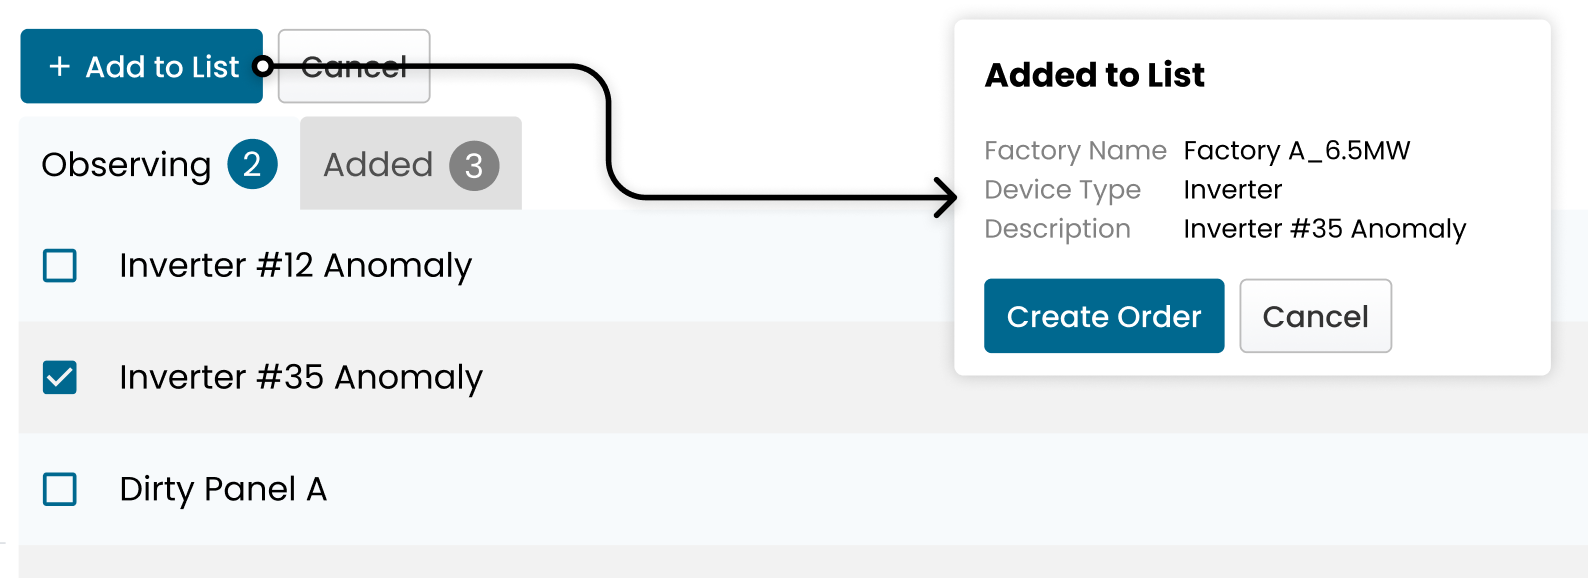 + Add to List
Cancel
Observing 2
Added 3
Inverter #12 Anomaly
Inverter #35 Anomaly
Dirty Panel A
Added to List
Factory Name Factory A_6.5MW
Device Type Inverter
Description Inverter #35 Anomaly
Create Order
Cancel